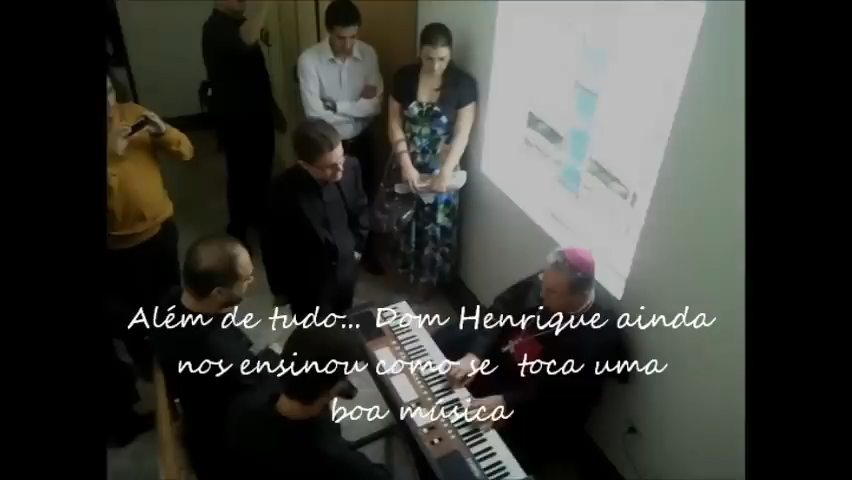 Além de tudo... Dom Henrique ainda
nos ensinou como se toca uma
boa música